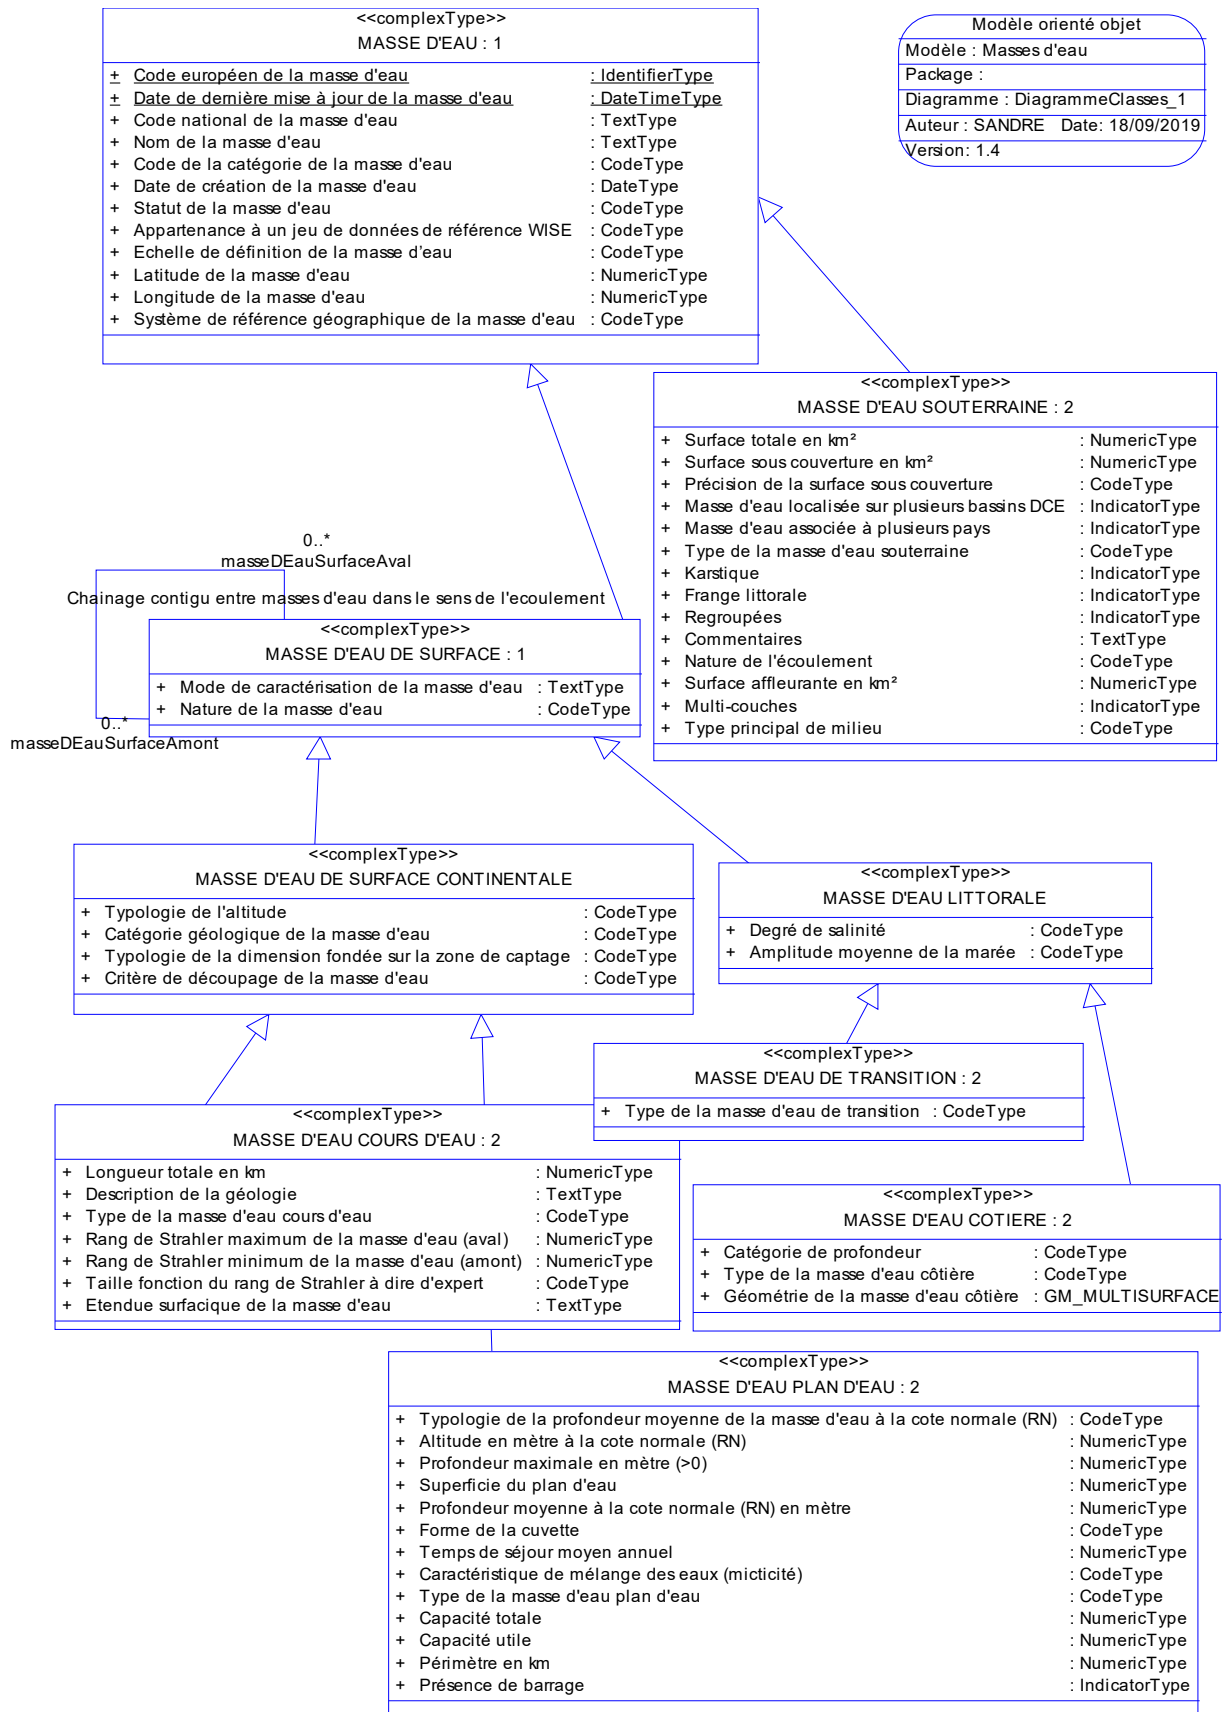 <<complexType>>
MASSE D'EAU : 1
+ Code européen de la masse d'eau : IdentifierType
+ Date de dernière mise à jour de la masse d'eau : DateTimeType
+ Code national de la masse d'eau : TextType
+ Nom de la masse d'eau : TextType
+ Code de la catégorie de la masse d'eau : CodeType
+ Date de création de la masse d'eau : DateType
+ Statut de la masse d'eau : CodeType
+ Appartenance à un jeu de données de référence WISE : CodeType
+ Echelle de définition de la masse d'eau : CodeType
+ Latitude de la masse d'eau : NumericType
+ Longitude de la masse d'eau : NumericType
+ Système de référence géographique de la masse d'eau : CodeType
Modèle orienté objet
Modèle : Masses d'eau
Package :
Diagramme : DiagrammeClasses_1
Auteur : SANDRE Date: 18/09/2019
Version: 1.4
<<complexType>>
MASSE D'EAU SOUTERRAINE : 2
+ Surface totale en km² : NumericType
+ Surface sous couverture en km² : NumericType
+ Précision de la surface sous couverture : CodeType
+ Masse d'eau localisée sur plusieurs bassins DCE : IndicatorType
+ Masse d'eau associée à plusieurs pays : IndicatorType
+ Type de la masse d'eau souterraine : CodeType
+ Karstique : IndicatorType
+ Frange littorale : IndicatorType
+ Regroupées : IndicatorType
+ Commentaires : TextType
+ Nature de l'écoulement : CodeType
+ Surface affleurante en km² : NumericType
+ Multi-couches : IndicatorType
+ Type principal de milieu : CodeType
0..*
masseDEauSurfaceAval
Chainage contigu entre masses d'eau dans le sens de l'ecoulement
<<complexType>>
MASSE D'EAU DE SURFACE : 1
+ Mode de caractérisation de la masse d'eau : TextType
+ Nature de la masse d'eau : CodeType
0..*
masseDEauSurfaceAmont
<<complexType>>
MASSE D'EAU DE SURFACE CONTINENTALE
+ Typologie de l'altitude : CodeType
+ Catégorie géologique de la masse d'eau : CodeType
+ Typologie de la dimension fondée sur la zone de captage : CodeType
+ Critère de découpage de la masse d'eau : CodeType
<<complexType>>
MASSE D'EAU LITTORALE
+ Degré de salinité : CodeType
+ Amplitude moyenne de la marée : CodeType
<<complexType>>
MASSE D'EAU DE TRANSITION : 2
+ Type de la masse d'eau de transition : CodeType
<<complexType>>
MASSE D'EAU COURS D'EAU : 2
+ Longueur totale en km : NumericType
+ Description de la géologie : TextType
+ Type de la masse d'eau cours d'eau : CodeType
+ Rang de Strahler maximum de la masse d'eau (aval) : NumericType
+ Rang de Strahler minimum de la masse d'eau (amont) : NumericType
+ Taille fonction du rang de Strahler à dire d'expert : CodeType
+ Etendue surfacique de la masse d'eau : TextType
<<complexType>>
MASSE D'EAU COTIERE : 2
+ Catégorie de profondeur : CodeType
+ Type de la masse d'eau côtière : CodeType
+ Géométrie de la masse d'eau côtière : GM_MULTISURFACE
<<complexType>>
MASSE D'EAU PLAN D'EAU : 2
+ Typologie de la profondeur moyenne de la masse d'eau à la cote normale (RN) : CodeType
+ Altitude en mètre à la cote normale (RN) : NumericType
+ Profondeur maximale en mètre (>0) : NumericType
+ Superficie du plan d'eau : NumericType
+ Profondeur moyenne à la cote normale (RN) en mètre : NumericType
+ Forme de la cuvette : CodeType
+ Temps de séjour moyen annuel : NumericType
+ Caractéristique de mélange des eaux (micticité) : CodeType
+ Type de la masse d'eau plan d'eau : CodeType
+ Capacité totale : NumericType
+ Capacité utile : NumericType
+ Périmètre en km : NumericType
+ Présence de barrage : IndicatorType